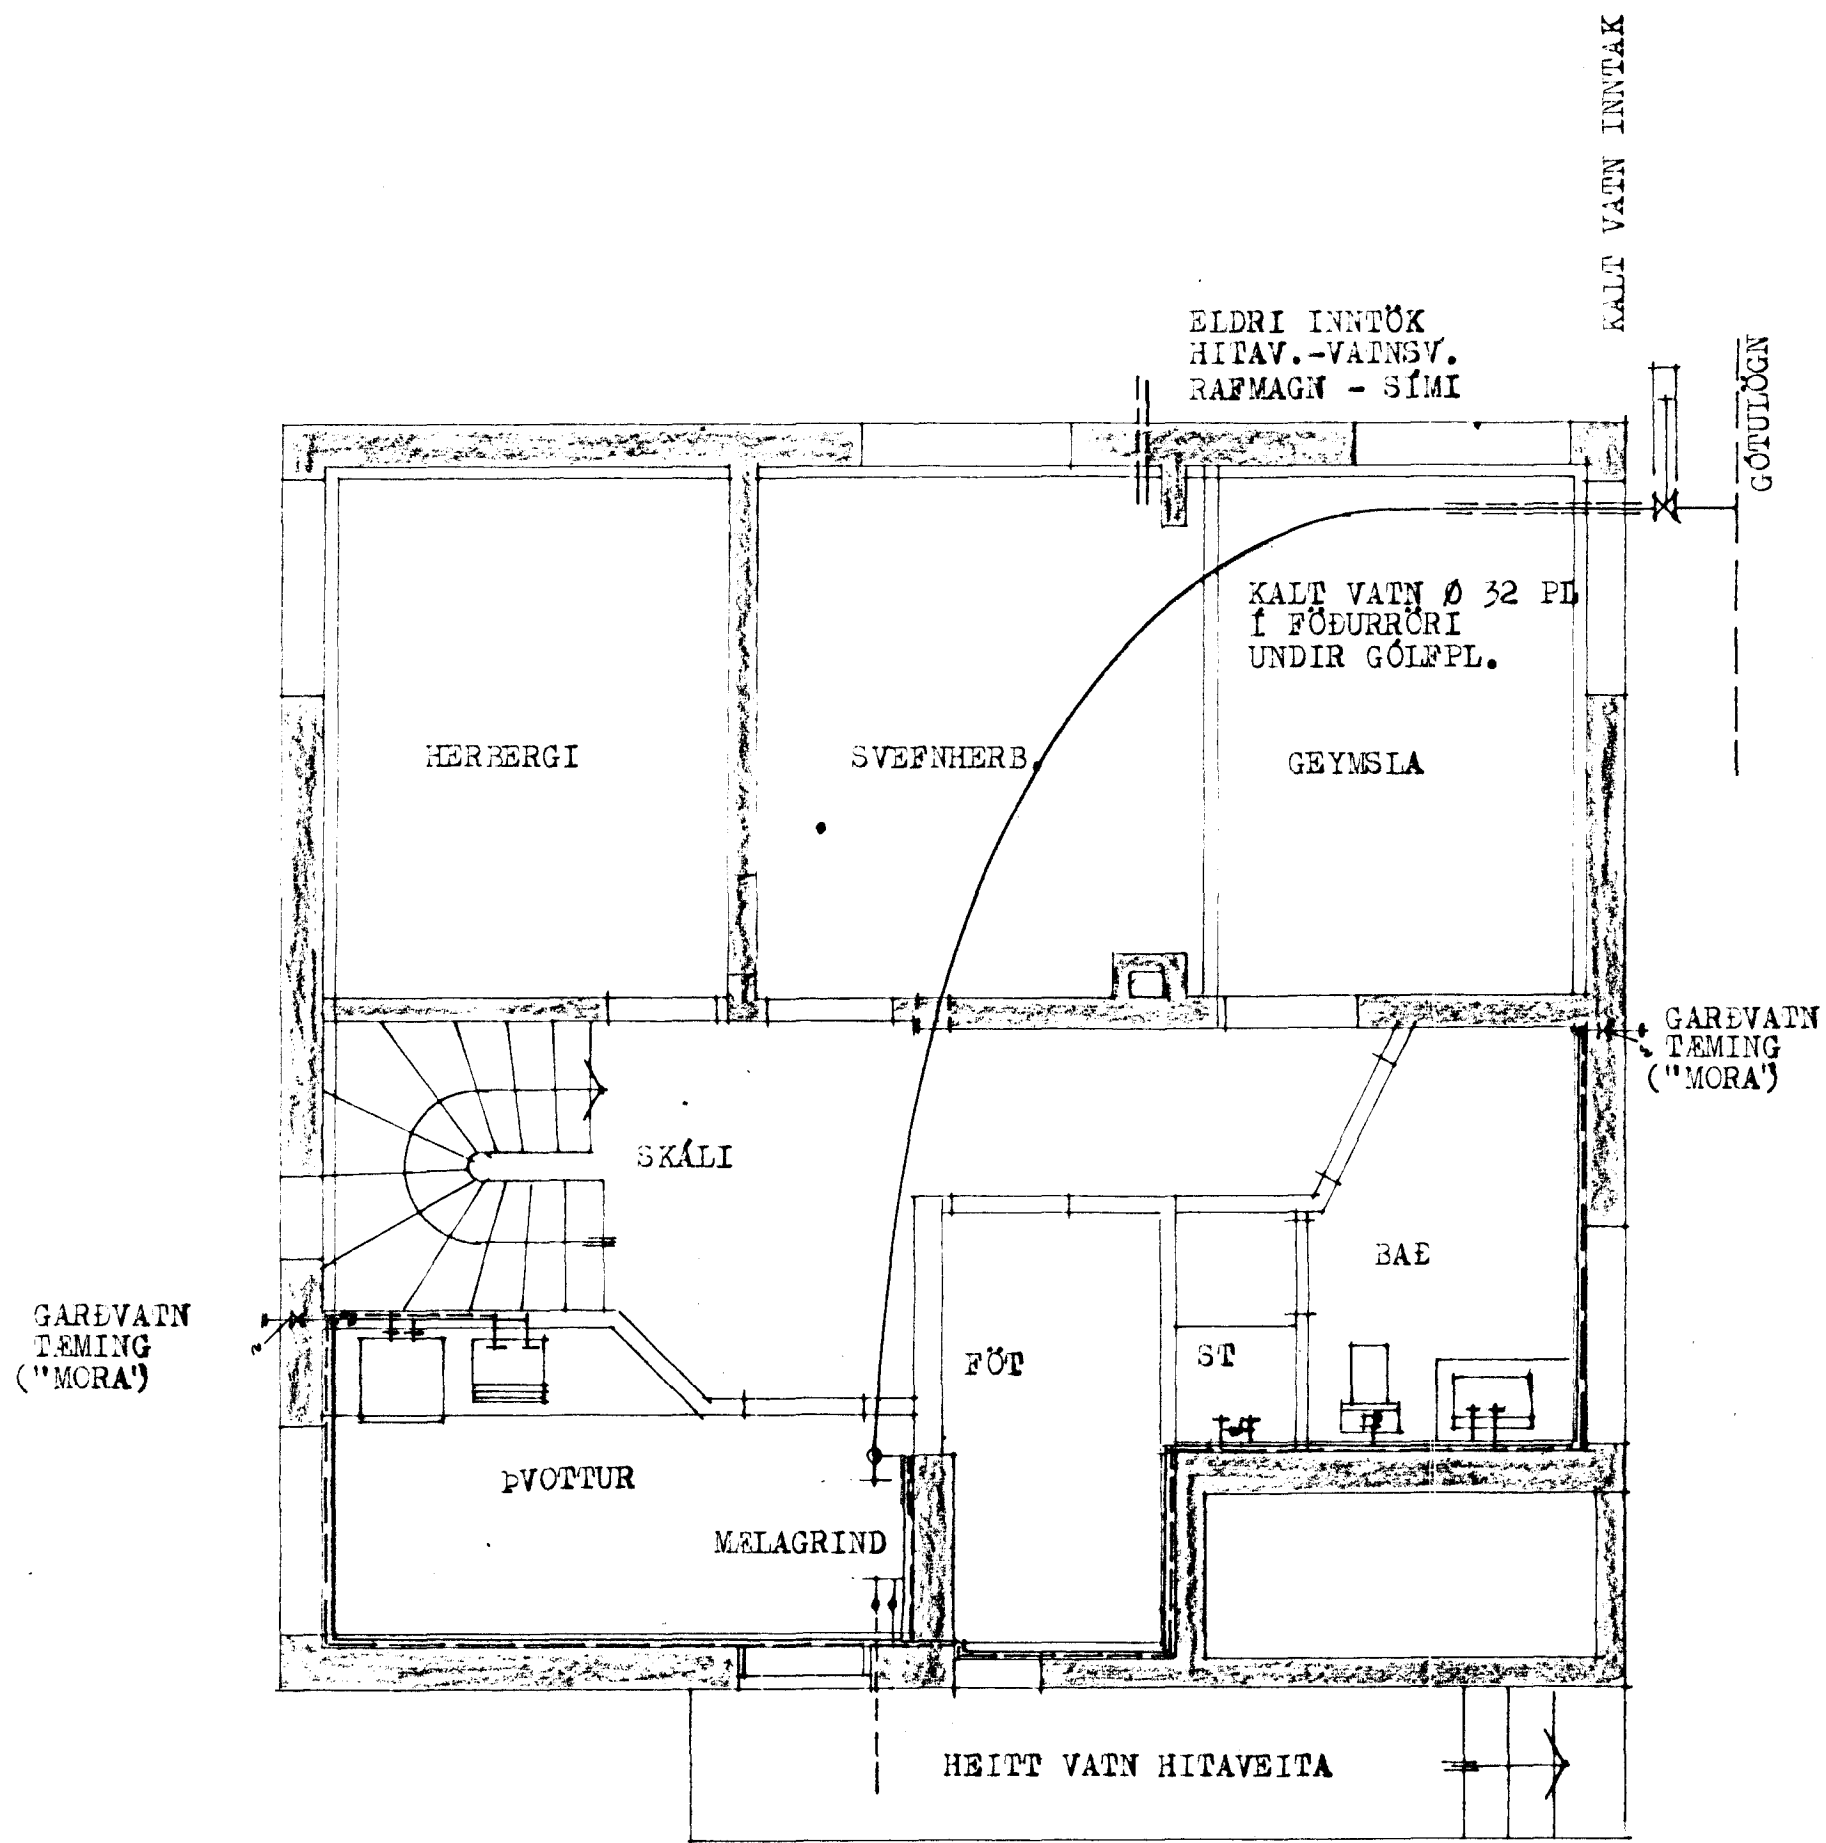 KALT VATN INNTAK
ELDRI INNTÖK
HITAV.-VATNSV.
RAFMAGN - SÍMI
GÖTULÖGN
KALT VATN Ø 32 PL
Í FÖÐURRÖRI
UNDIR GÓLFPL.
HERBERGI
SVEFNHERB.
GEYMSLA
GARÐVATN
TÆMING
("MORA")
SKÁLI
BAÐ
GARÐVATN
TÆMING
("MORA")
FÖT
ST
ÞVOTTUR
MÆLAGRIND
HEITT VATN HITAVEITA